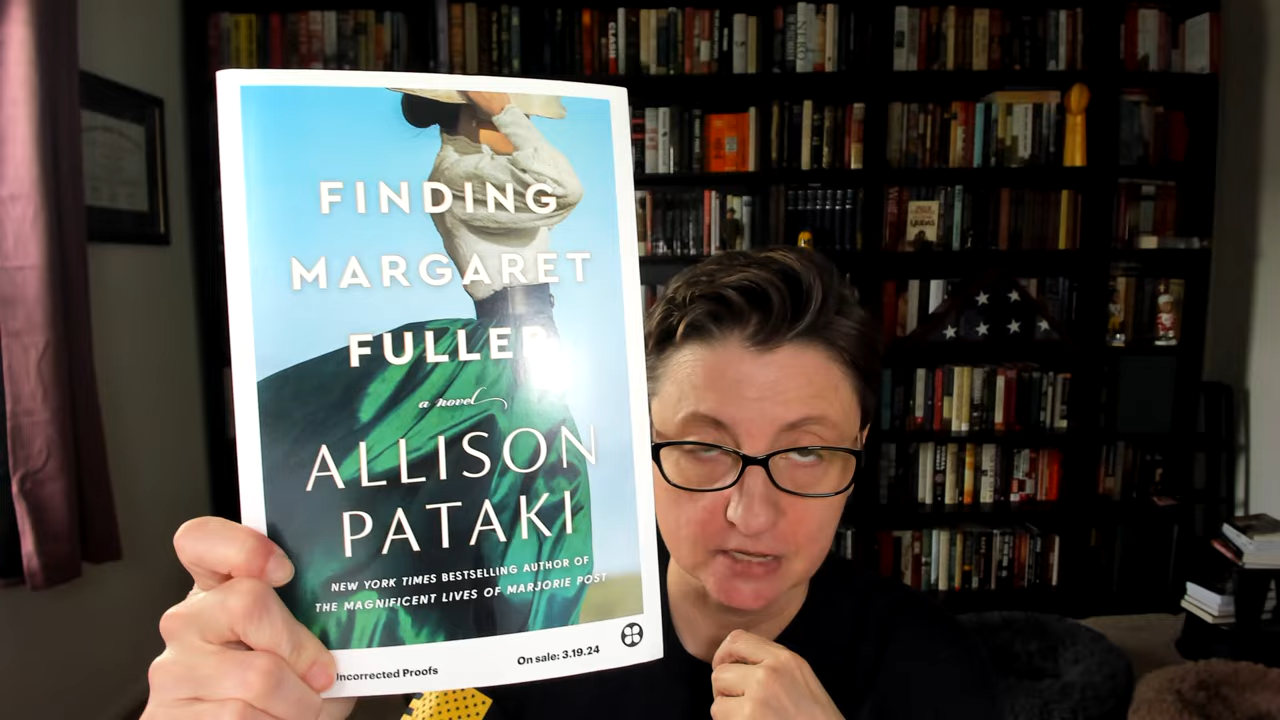 FINDING
MARGARET
FULLER
a novel
ALLISON
PATAKI
NEW YORK TIMES BESTSELLING AUTHOR OF
THE MAGNIFICENT LIVES OF MARJORIE POST
Uncorrected Proofs
On sale: 3.19.24